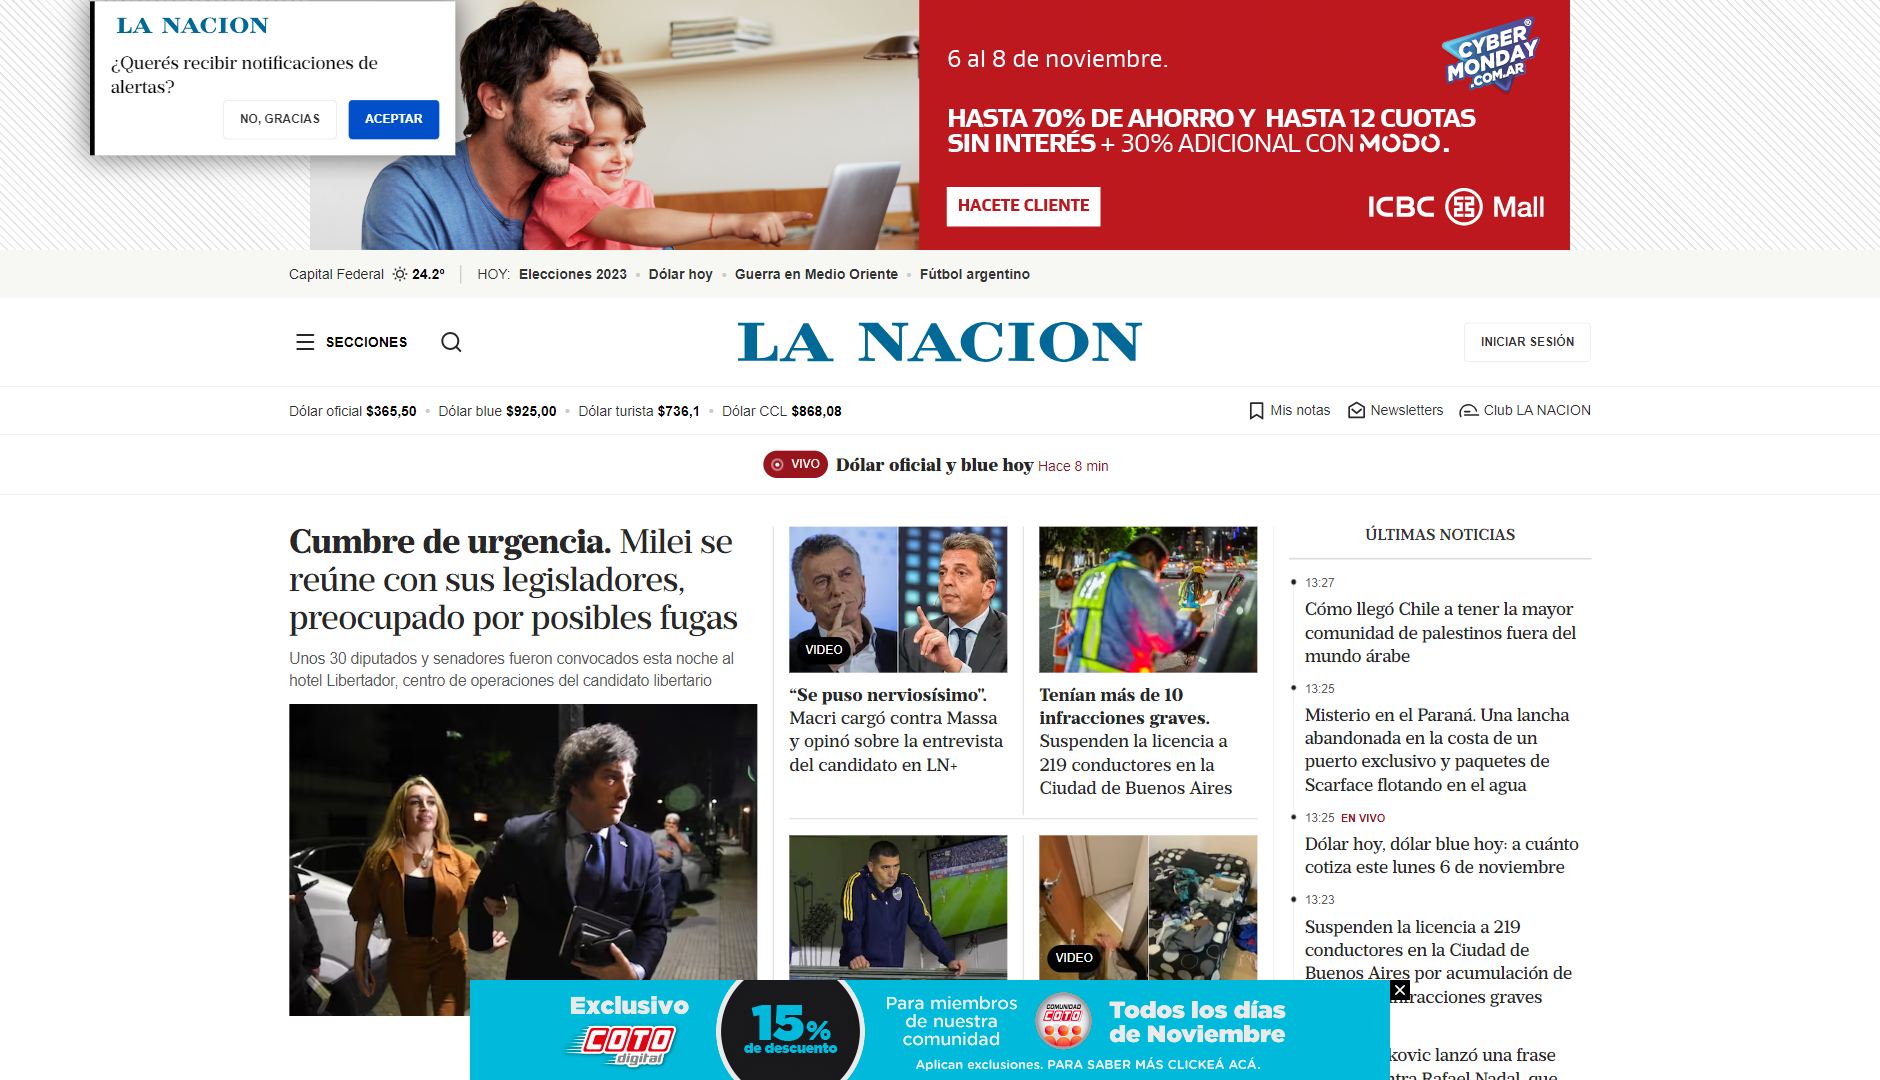 LA NACION
¿Querés recibir notificaciones de
alertas?
NO, GRACIAS
ACEPTAR
6 al 8 de noviembre.
CYBER
MONDAY
.COM.AR
HASTA 70% DE AHORRO Y HASTA 12 CUOTAS
SIN INTERÉS + 30% ADICIONAL CON MODO.
HACETE CLIENTE
ICBC Mall
Capital Federal 24.2º
HOY: Elecciones 2023 • Dólar hoy • Guerra en Medio Oriente • Fútbol argentino
SECCIONES
LA NACION
INICIAR SESIÓN
Dólar oficial $365,50 • Dólar blue $925,00 • Dólar turista $736,1 • Dólar CCL $868,08
Mis notas
Newsletters
Club LA NACION
VIVO Dólar oficial y blue hoy Hace 8 min
Cumbre de urgencia. Milei se
reúne con sus legisladores,
preocupado por posibles fugas
Unos 30 diputados y senadores fueron convocados esta noche al
hotel Libertador, centro de operaciones del candidato libertario
VIDEO
“Se puso nerviosísimo".
Macri cargó contra Massa
y opinó sobre la entrevista
del candidato en LN+
Tenían más de 10
infracciones graves.
Suspenden la licencia a
219 conductores en la
Ciudad de Buenos Aires
VIDEO
ÚLTIMAS NOTICIAS
13:27
Cómo llegó Chile a tener la mayor
comunidad de palestinos fuera del
mundo árabe
13:25
Misterio en el Paraná. Una lancha
abandonada en la costa de un
puerto exclusivo y paquetes de
Scarface flotando en el agua
13:25 EN VIVO
Dólar hoy, dólar blue hoy: a cuánto
cotiza este lunes 6 de noviembre
13:23
Suspenden la licencia a 219
conductores en la Ciudad de
Buenos Aires por acumulación de
graves
lanzó una frase
Rafael Nadal, que
Exclusivo
COTO
digital
15%
de descuento
Para miembros
de nuestra
comunidad
COMUNIDAD
COTO
Todos los días
de Noviembre
Aplican exclusiones. PARA SABER MÁS CLICKEÁ ACÁ.